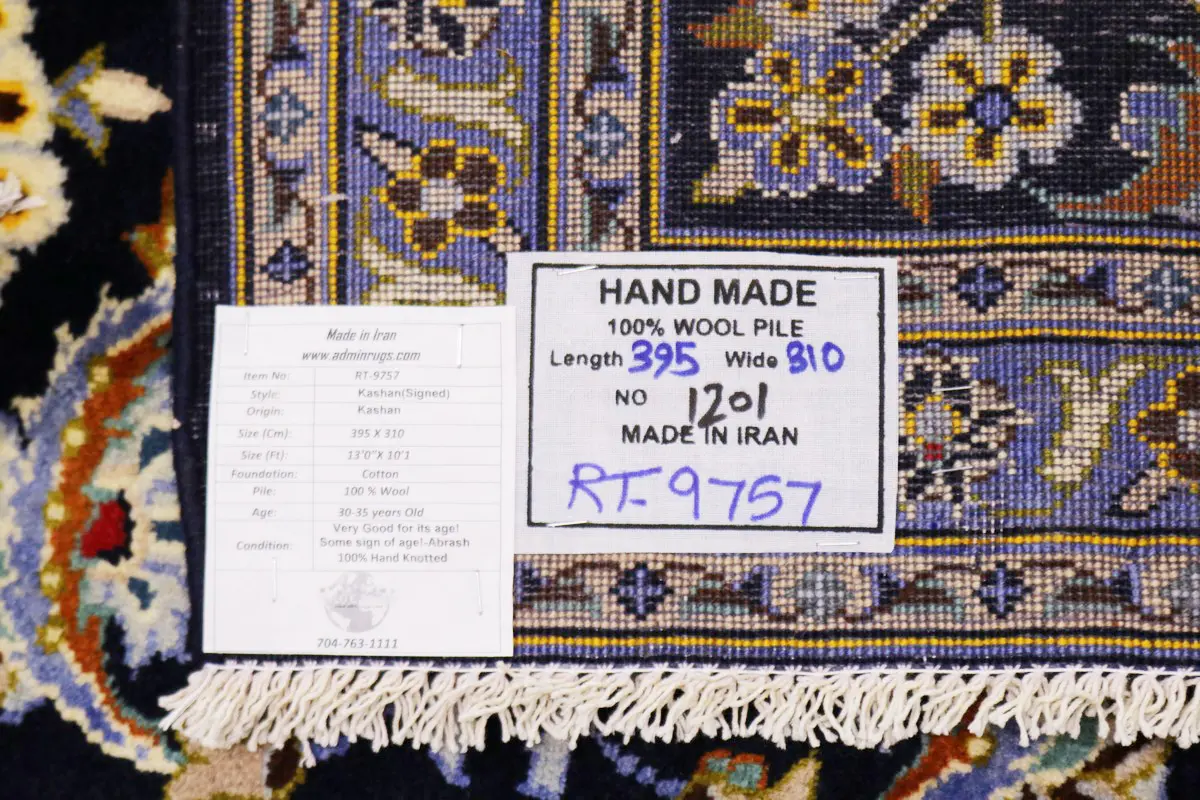 Made in Iran
www.adminrugs.com
Item No: RT-9757
Style: Kashan(Signed)
Origin: Kashan
Size (Cm): 395 X 310
Size (Ft): 13'0"X 10'1
Foundation: Cotton
Pile: 100 % Wool
Age: 30-35 years Old
Condition: Very Good for its age!
Some sign of age!-Abrash
100% Hand Knotted
704-763-1111
HAND MADE
100% WOOL PILE
Length 395 Wide 310
NO 1201
MADE IN IRAN
RT-9757